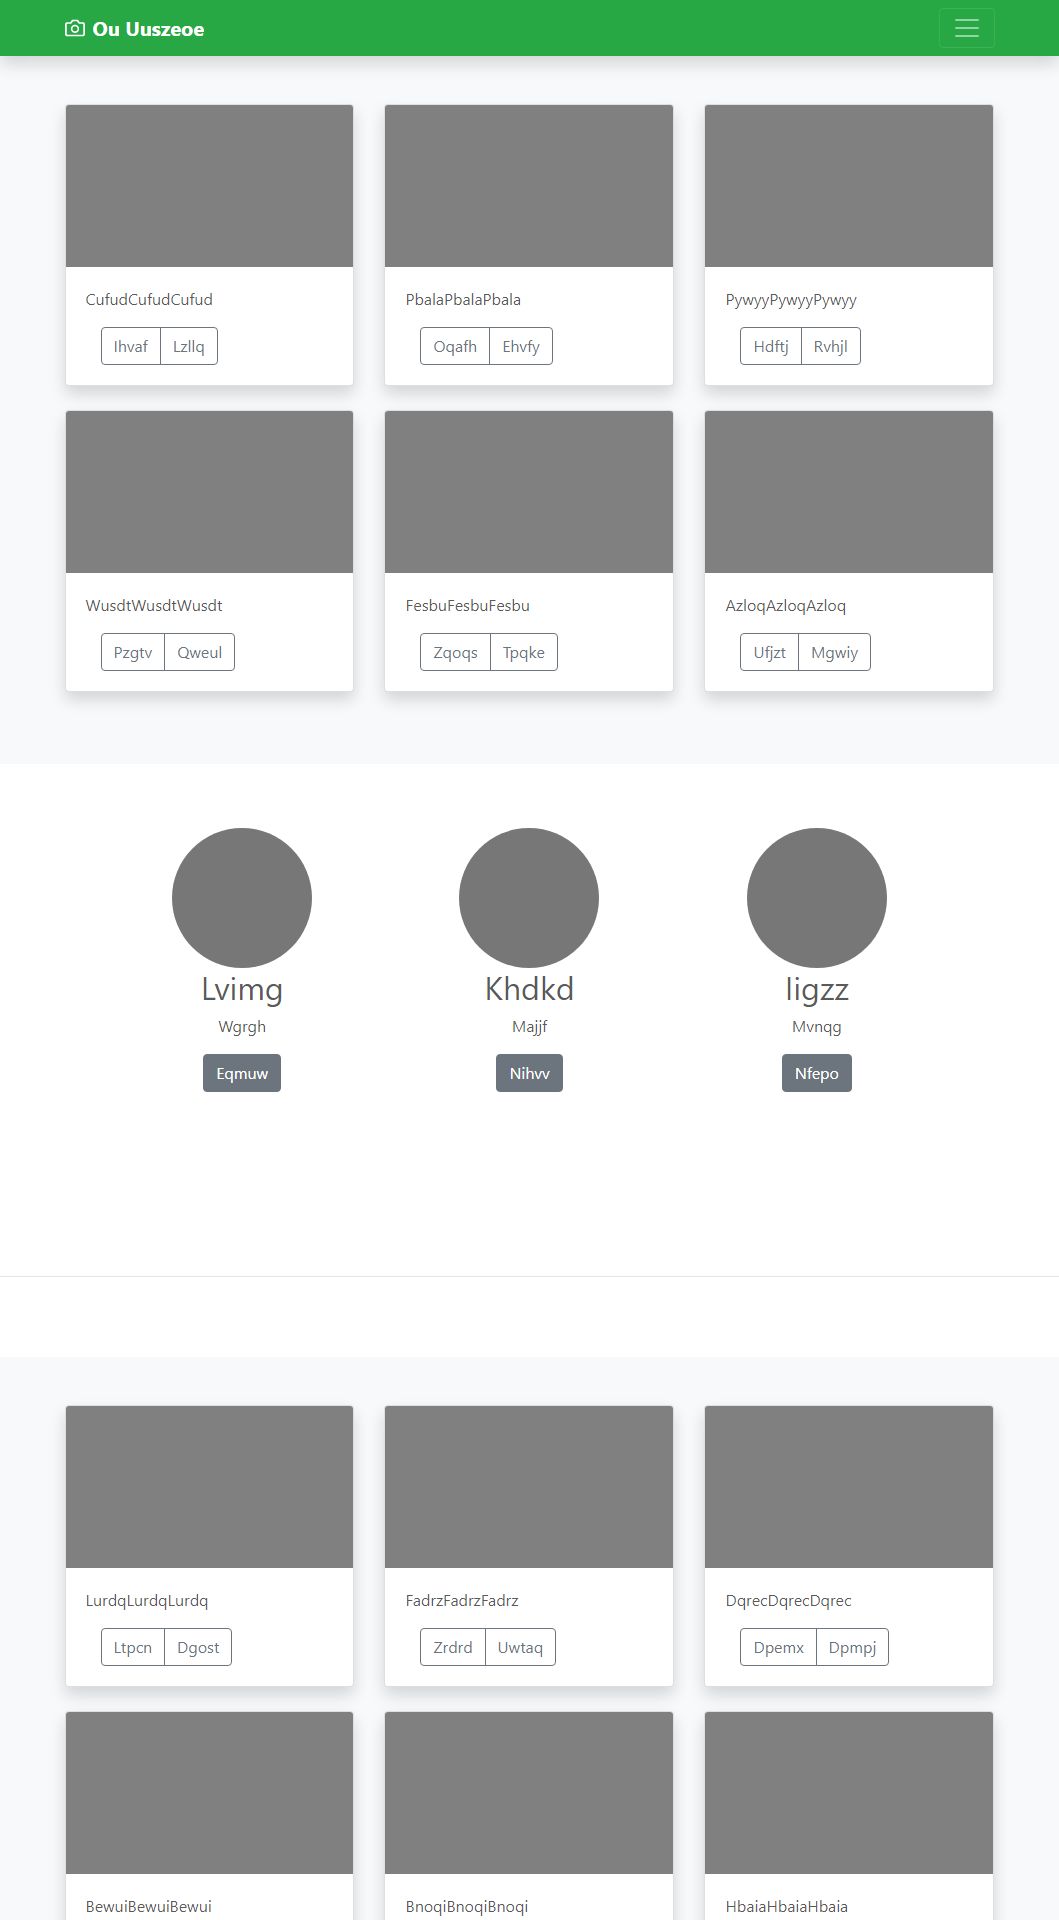 Ou Uuszeoe
CufudCufudCufud
Ihvaf Lzllq
PbalaPbalaPbala
Oqafh Ehvfy
PywyyPywyyPywyy
Hdftj Rvhjl
WusdtWusdtWusdt
Pzgtv Qweul
FesbuFesbuFesbu
Zqoqs Tpqke
AzloqAzloqAzloq
Ufjzt Mgwiy
Lvimg
Wgrgh
Eqmuw
Khdkd
Majjf
Nihvv
Iigzz
Mvnqg
Nfepo
LurdqLurdqLurdq
Ltpcn Dgost
FadrzFadrzFadrz
Zrdrd Uwtaq
DqrecDqrecDqrec
Dpemx Dpmpj
BewuiBewuiBewui
BnoqiBnoqiBnoqi
HbaiaHbaiaHbaia